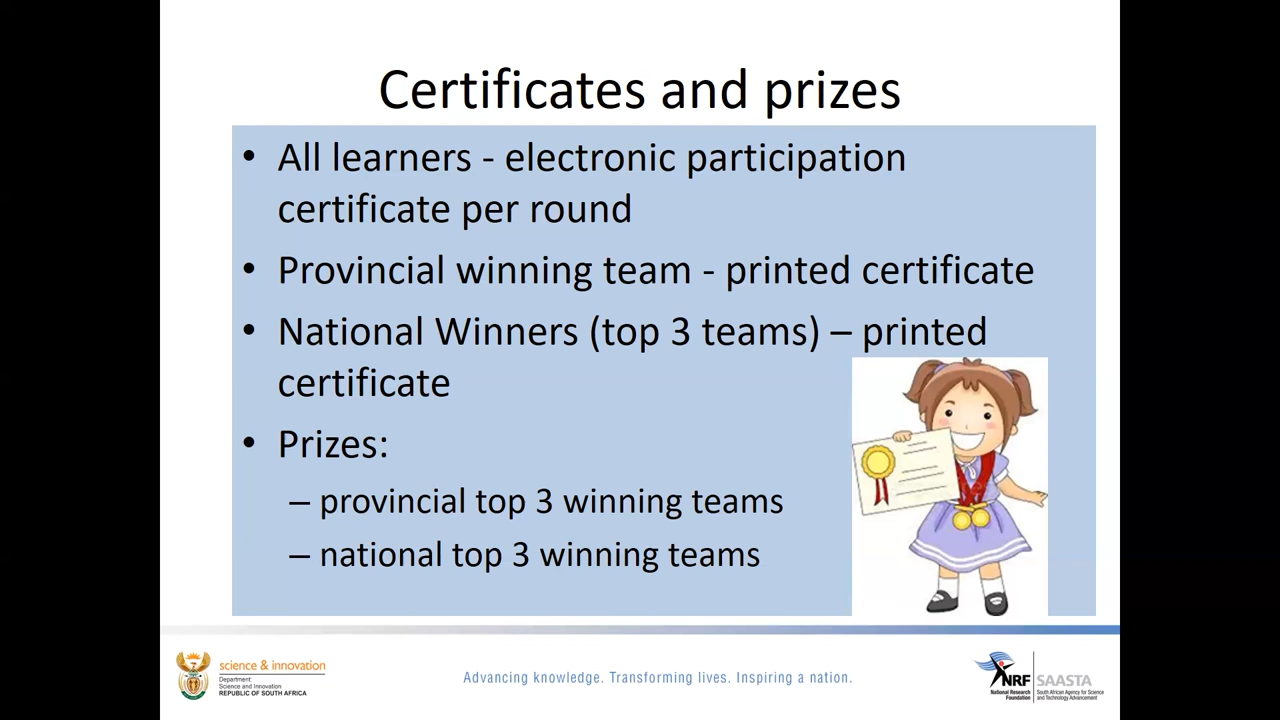 Certificates and prizes
• All learners - electronic participation
certificate per round
• Provincial winning team - printed certificate
• National Winners (top 3 teams) – printed
certificate
• Prizes:
– provincial top 3 winning teams
– national top 3 winning teams
science & innovation
Department:
Science and Innovation
REPUBLIC OF SOUTH AFRICA
Advancing knowledge. Transforming lives. Inspiring a nation.
NRF
National Research
Foundation
SAASTA
South African Agency for Science
and Technology Advancement